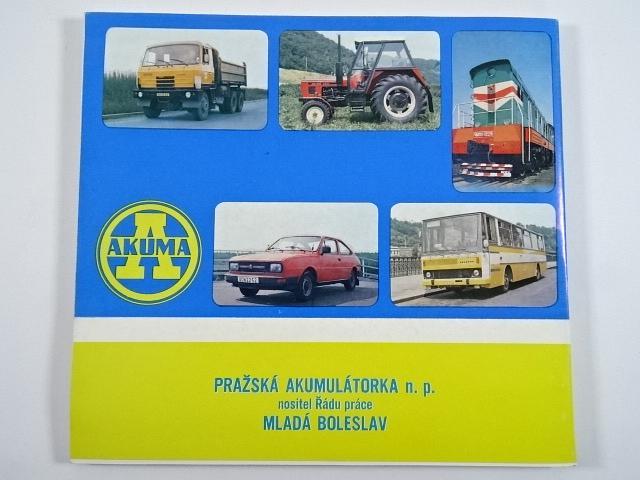 AKUMA
PRAŽSKÁ AKUMULÁTORKA n. p.
nositel Řádu práce
MLADÁ BOLESLAV